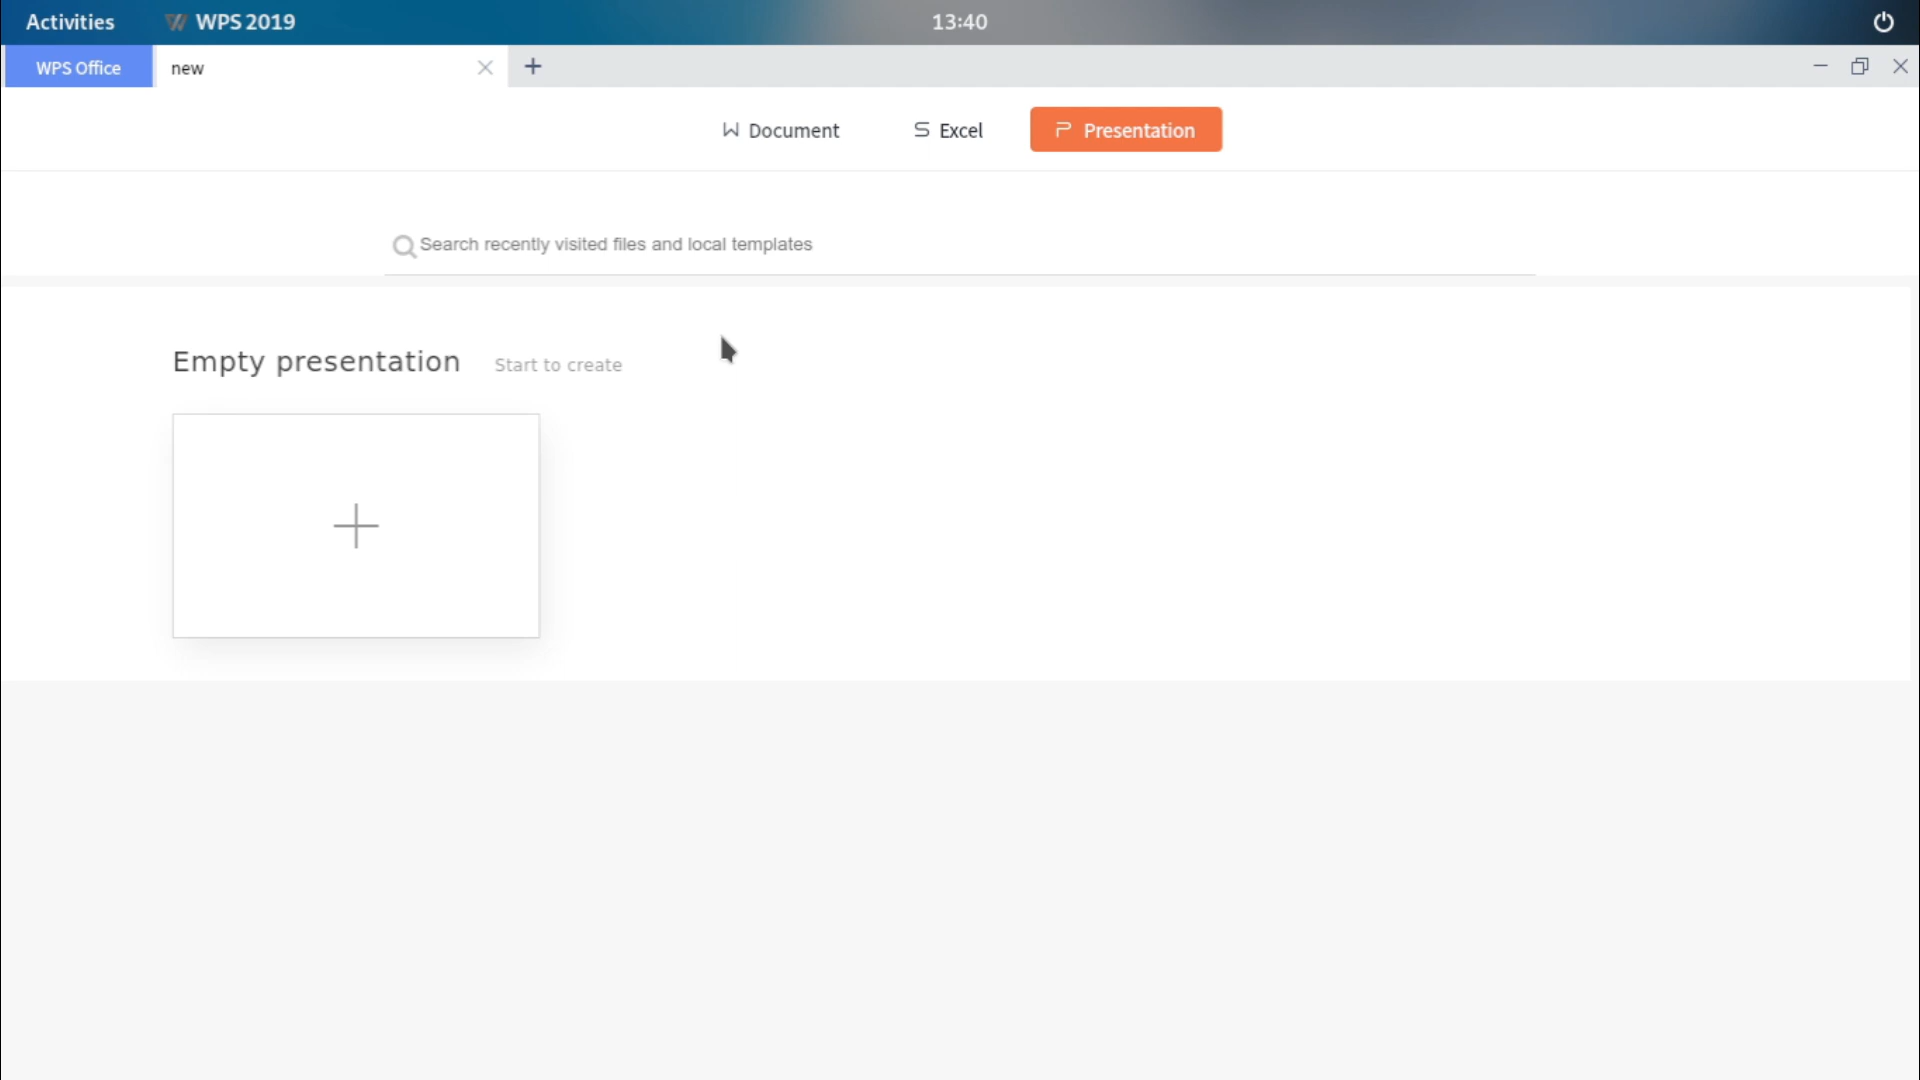 Activities WPS 2019 13:40
WPS Office new
Document Excel Presentation
Search recently visited files and local templates
Empty presentation Start to create